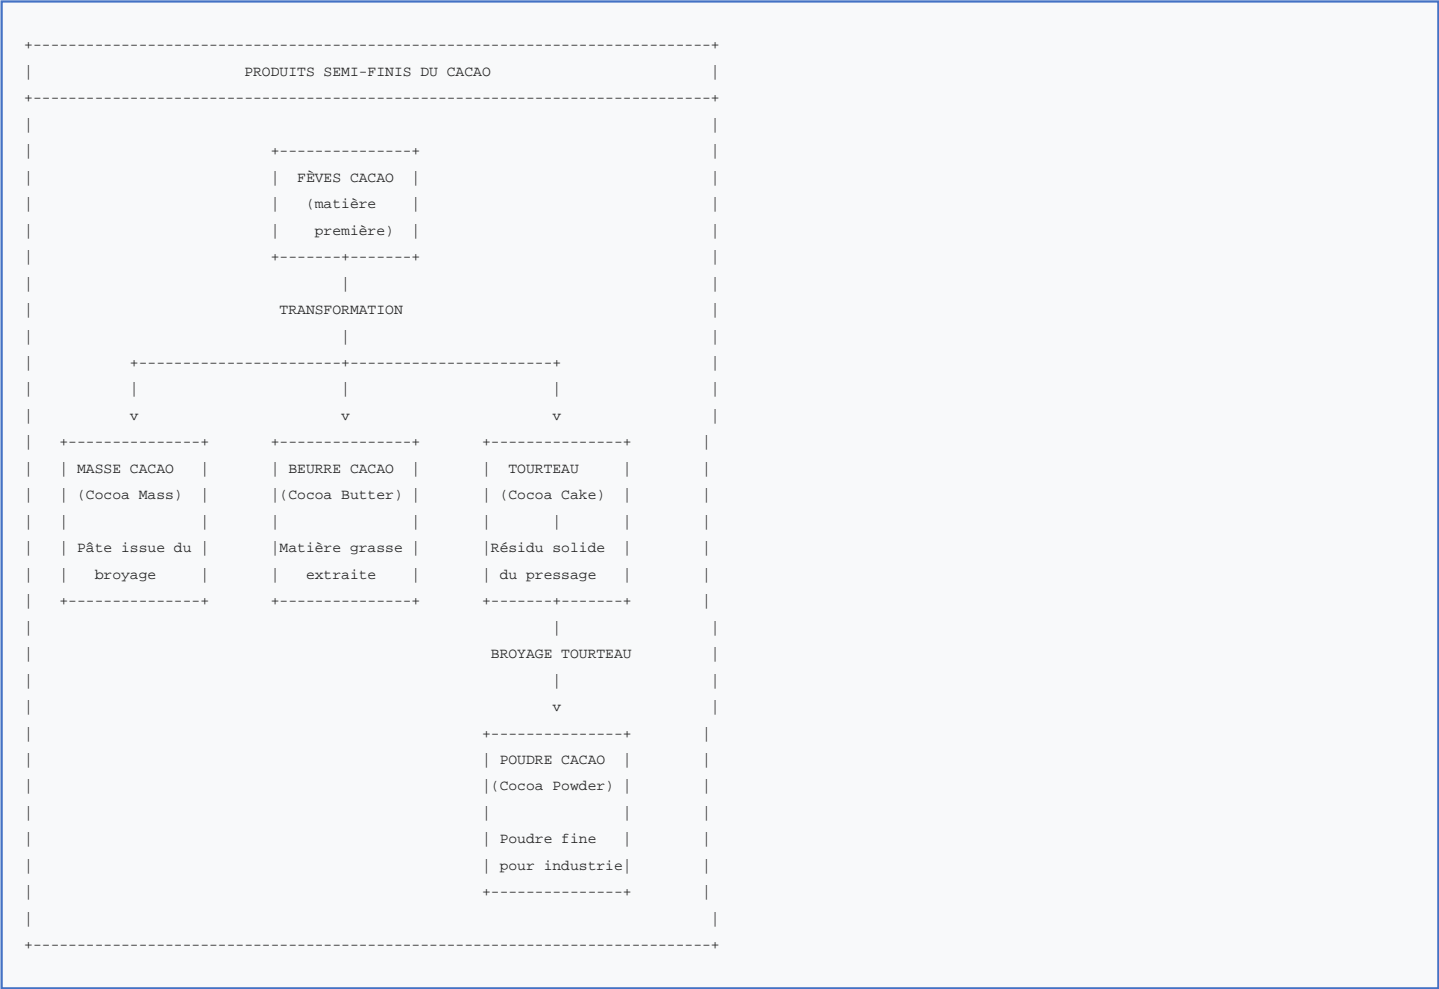 PRODUITS SEMI-FINIS DU CACAO
FÈVES CACAO
(matière
première)
TRANSFORMATION
v v v
MASSE CACAO BEURRE CACAO TOURTEAU
(Cocoa Mass) (Cocoa Butter) (Cocoa Cake)
Pâte issue du Matière grasse Résidu solide
broyage extraite du pressage
BROYAGE TOURTEAU
v
POUDRE CACAO
(Cocoa Powder)
Poudre fine
pour industrie